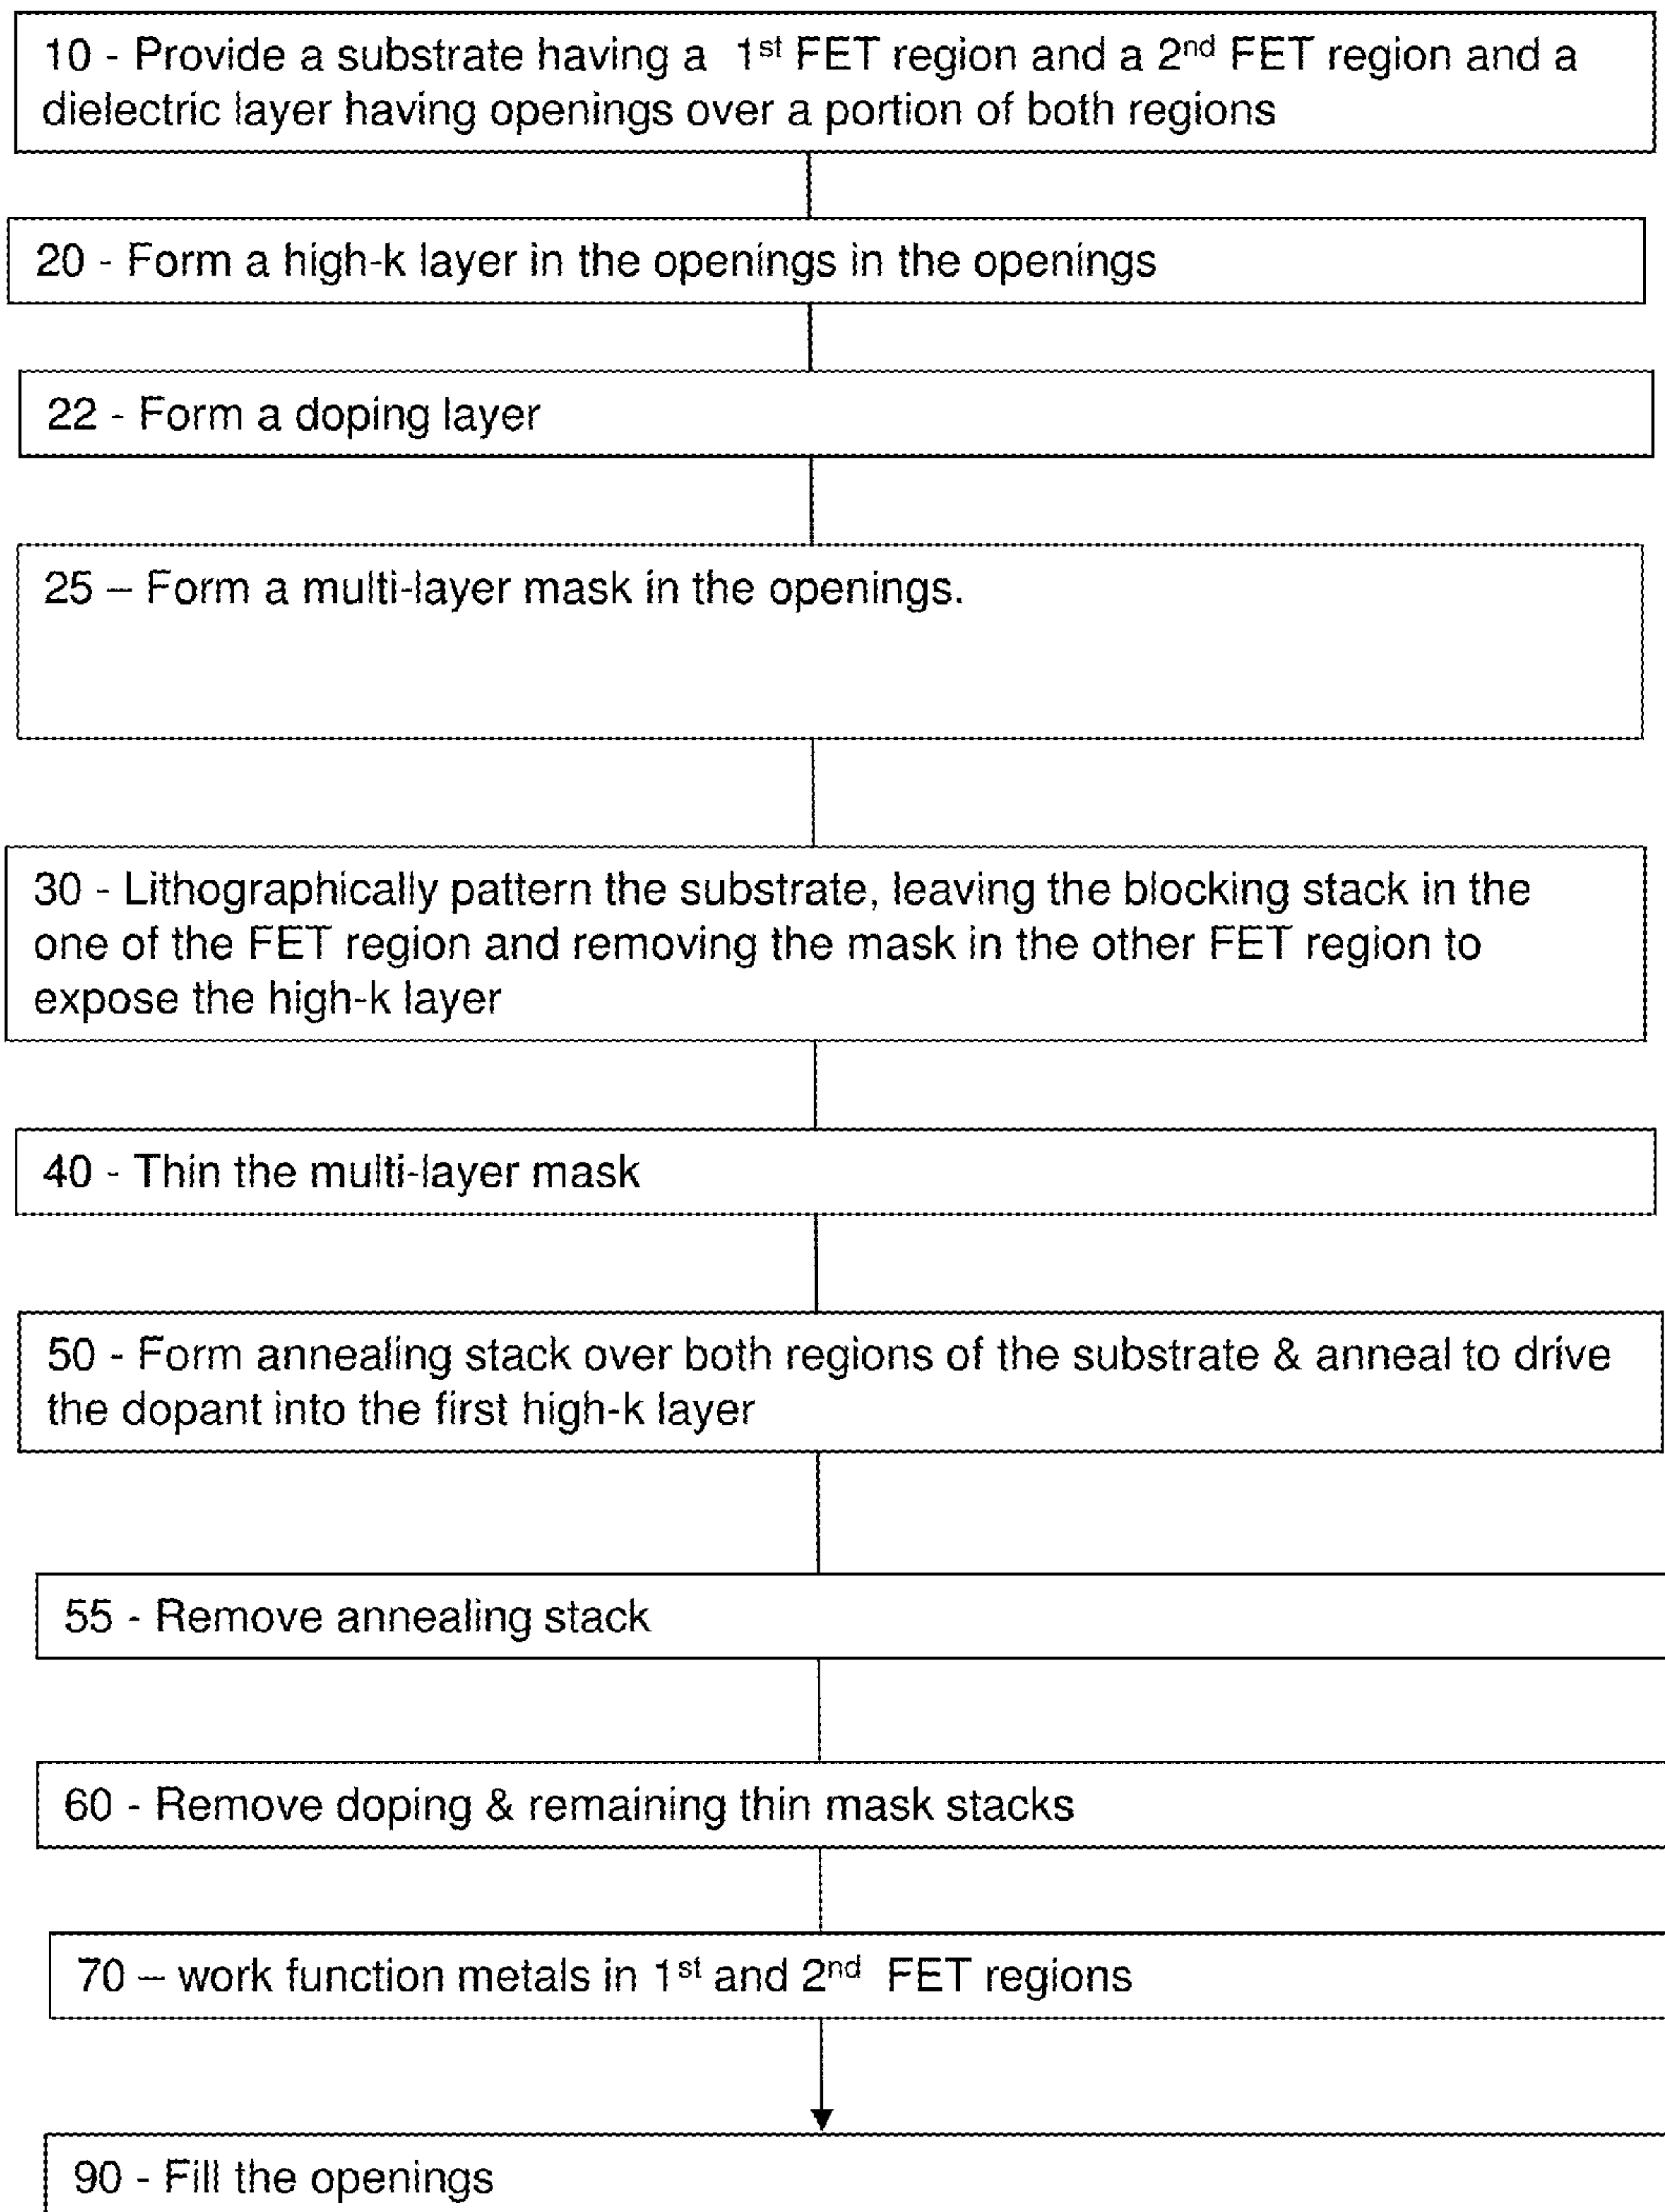 10 - Provide a substrate having a 1st FET region and a 2nd FET region and a
dielectric layer having openings over a portion of both regions
20 - Form a high-k layer in the openings in the openings
22 - Form a doping layer
25 – Form a multi-layer mask in the openings.
30 - Lithographically pattern the substrate, leaving the blocking stack in the
one of the FET region and removing the mask in the other FET region to
expose the high-k layer
40 - Thin the multi-layer mask
50 - Form annealing stack over both regions of the substrate & anneal to drive
the dopant into the first high-k layer
55 - Remove annealing stack
60 - Remove doping & remaining thin mask stacks
70 – work function metals in 1st and 2nd FET regions
90 - Fill the openings